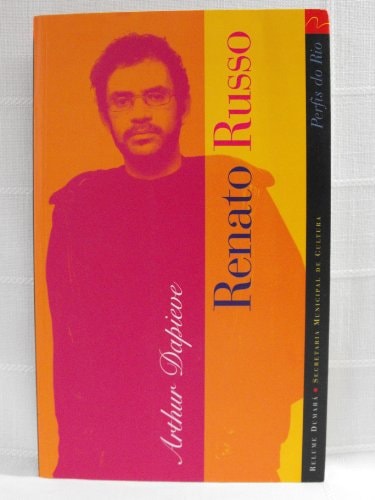 Arthur Dapieve
Renato Russo
Perfis do Rio
RELUME DUMARÁ • SECRETARIA MUNICIPAL DE CULTURA